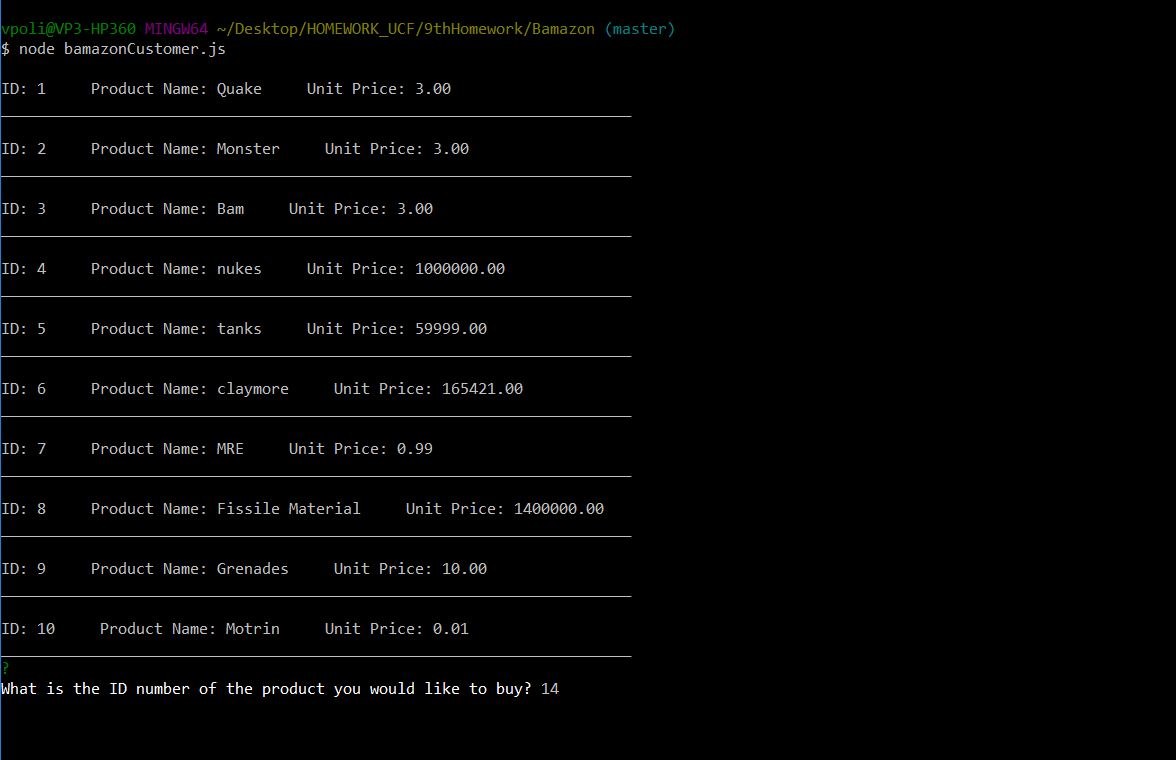 vpoli@VP3-HP360 MINGW64 ~/Desktop/HOMEWORK_UCF/9thHomework/Bamazon (master)
$ node bamazonCustomer.js
ID: 1     Product Name: Quake     Unit Price: 3.00
ID: 2     Product Name: Monster     Unit Price: 3.00
ID: 3     Product Name: Bam     Unit Price: 3.00
ID: 4     Product Name: nukes     Unit Price: 1000000.00
ID: 5     Product Name: tanks     Unit Price: 59999.00
ID: 6     Product Name: claymore     Unit Price: 165421.00
ID: 7     Product Name: MRE     Unit Price: 0.99
ID: 8     Product Name: Fissile Material     Unit Price: 1400000.00
ID: 9     Product Name: Grenades     Unit Price: 10.00
ID: 10     Product Name: Motrin     Unit Price: 0.01
?
What is the ID number of the product you would like to buy? 14